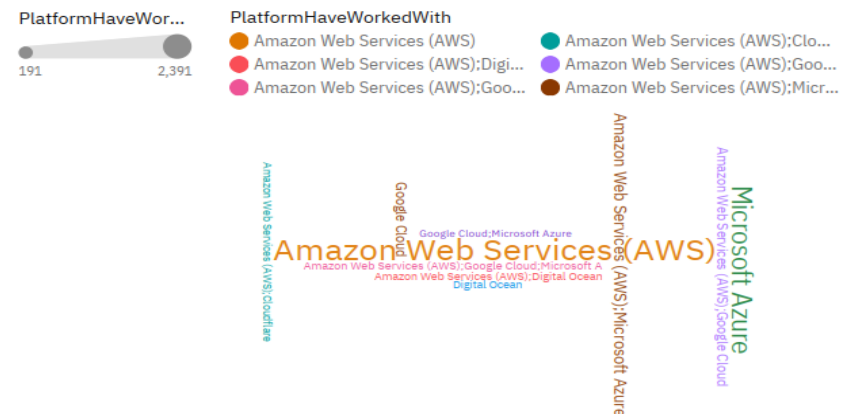 PlatformHaveWor...
191
2,391
PlatformHaveWorkedWith
Amazon Web Services (AWS)
Amazon Web Services (AWS);Clo...
Amazon Web Services (AWS);Digi...
Amazon Web Services (AWS);Goo...
Amazon Web Services (AWS);Goo...
Amazon Web Services (AWS);Micr...
Amazon Web Services (AWS);Cloudflare
Google Cloud
Google Cloud;Microsoft Azure
Amazon Web Services (AWS)
Amazon Web Services (AWS);Google Cloud;Microsoft A
Amazon Web Services (AWS);Digital Ocean
Digital Ocean
Amazon Web Services (AWS);Microsoft Azure
Amazon Web Services (AWS);Google Cloud
Microsoft Azure